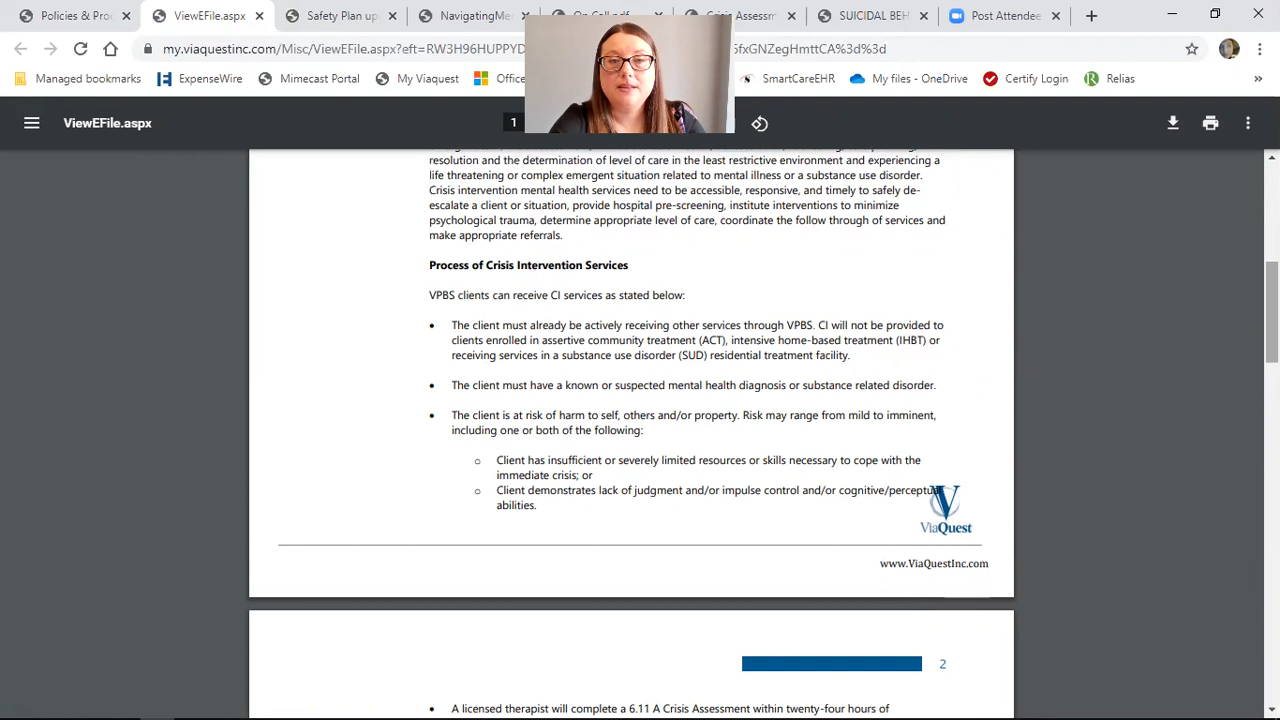 Policies & Pro
ViewEFile.aspx
Safety Plan up
NavigatingMe
On Call.pdf
Crisis Assessm
SUICIDAL BEH
Post Attendee
my.viaquestinc.com/Misc/ViewEFile.aspx?eft=RW3H96HUPPYD
fxGNZegHmttCA%3d%3d
Managed bookmarks
ExpenseWire
Mimecast Portal
My Viaquest
Office
SmartCareEHR
My files - OneDrive
Certify Login
Relias
ViewEFile.aspx
1
resolution and the determination of level of care in the least restrictive environment and experiencing a
life threatening or complex emergent situation related to mental illness or a substance use disorder.
Crisis intervention mental health services need to be accessible, responsive, and timely to safely de-
escalate a client or situation, provide hospital pre-screening, institute interventions to minimize
psychological trauma, determine appropriate level of care, coordinate the follow through of services and
make appropriate referrals.
Process of Crisis Intervention Services
VPBS clients can receive CI services as stated below:
• The client must already be actively receiving other services through VPBS. CI will not be provided to
clients enrolled in assertive community treatment (ACT), intensive home-based treatment (IHBT) or
receiving services in a substance use disorder (SUD) residential treatment facility.
• The client must have a known or suspected mental health diagnosis or substance related disorder.
• The client is at risk of harm to self, others and/or property. Risk may range from mild to imminent,
including one or both of the following:
o Client has insufficient or severely limited resources or skills necessary to cope with the
immediate crisis; or
o Client demonstrates lack of judgment and/or impulse control and/or cognitive/perceptual
abilities.
ViaQuest
www.ViaQuestInc.com
2
• A licensed therapist will complete a 6.11 A Crisis Assessment within twenty-four hours of